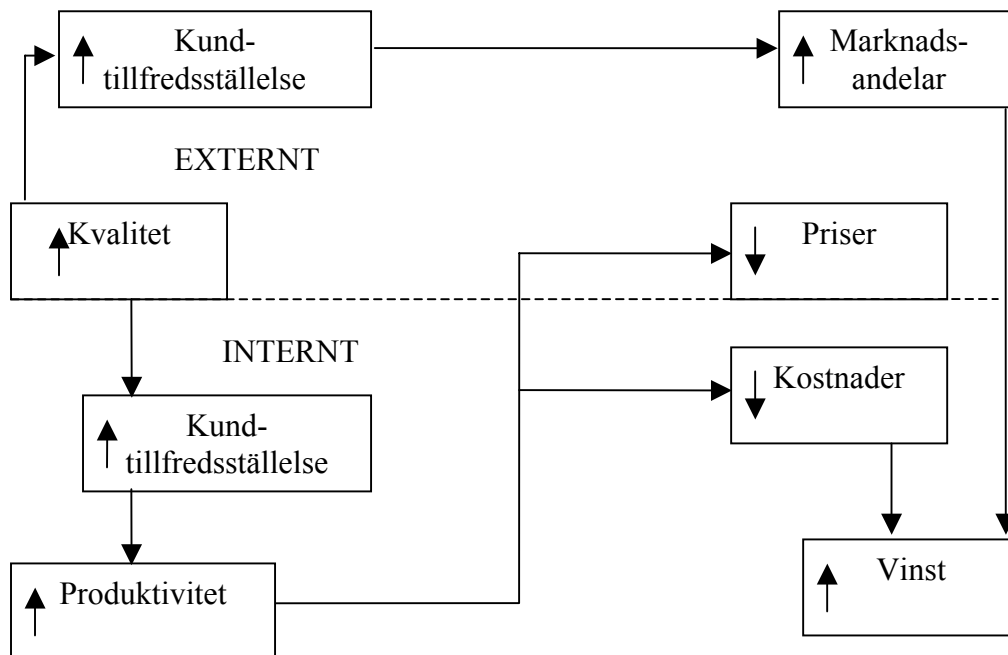 Kund-
tillfredsställelse
Marknads-
andelar
EXTERNT
Kvalitet
Priser
INTERNT
Kostnader
Kund-
tillfredsställelse
Produktivitet
Vinst